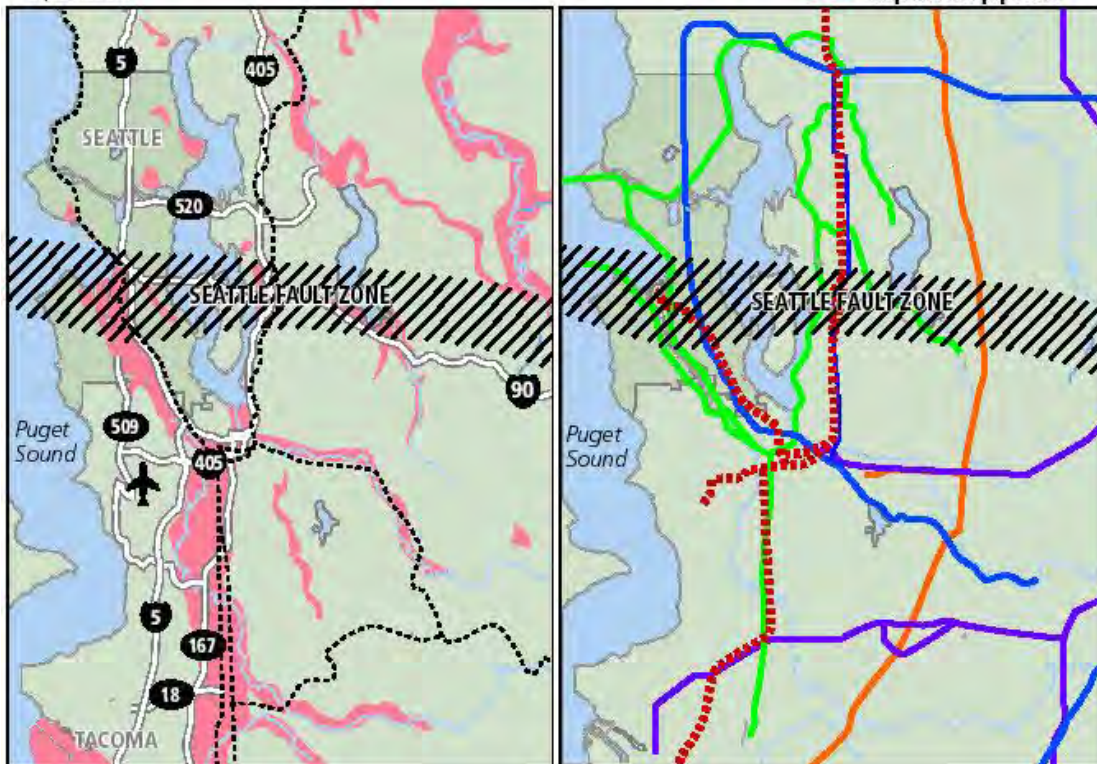 5
405
SEATTLE
520
SEATTLE FAULT ZONE
90
509
Puget
Sound
405
5
167
18
TACOMA
SEATTLE FAULT ZONE
Puget
Sound